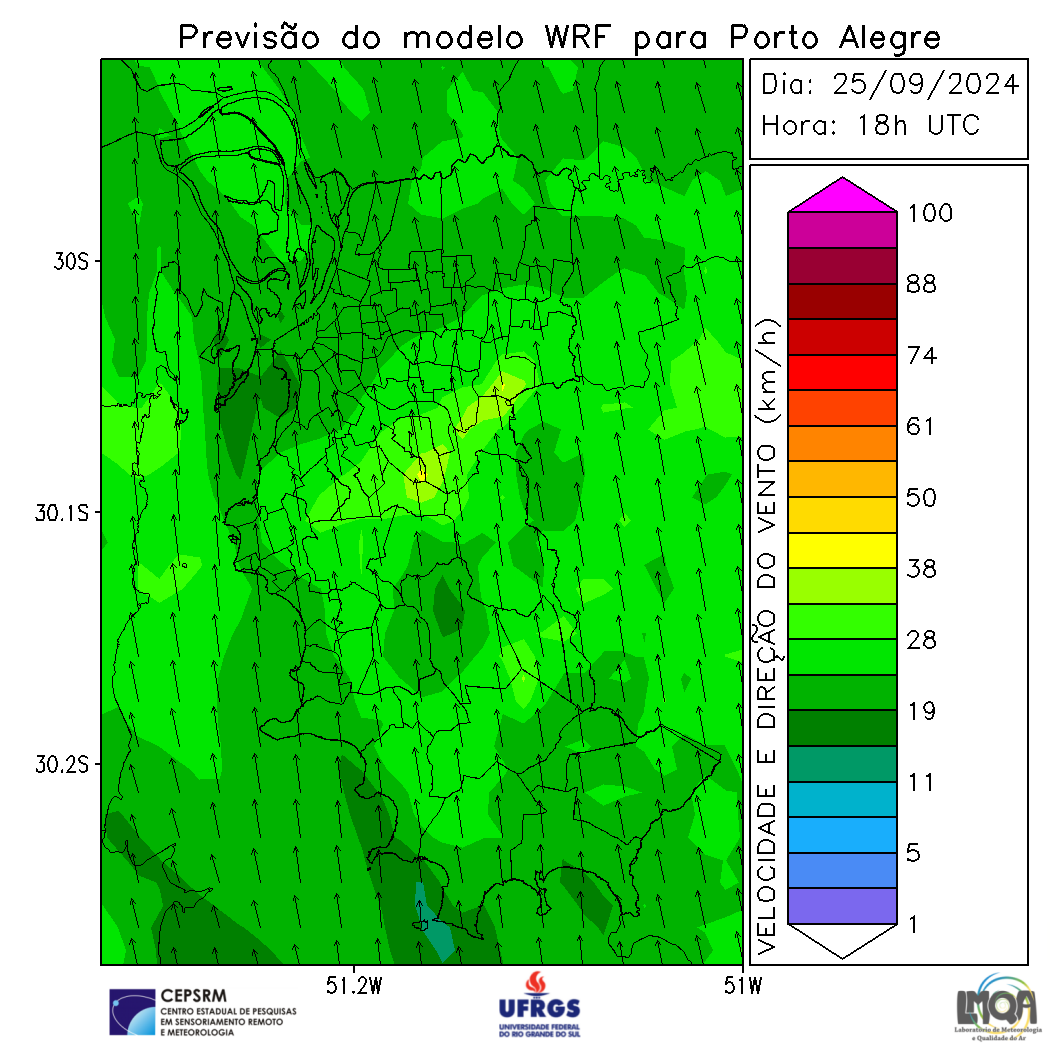 Previsão do modelo WRF para Porto Alegre
Dia: 25/09/2024
Hora: 18h UTC
30S
30.1S
30.2S
51.2W
51W
VELOCIDADE E DIREÇÃO DO VENTO (km/h)
100
88
74
61
50
38
28
19
11
5
1
CEPSRM
CENTRO ESTADUAL DE PESQUISAS
EM SENSORIAMENTO REMOTO
E METEOROLOGIA
UFRGS
UNIVERSIDADE FEDERAL
DO RIO GRANDE DO SUL
LMQA
Laboratório de Meteorologia
e Qualidade do Ar